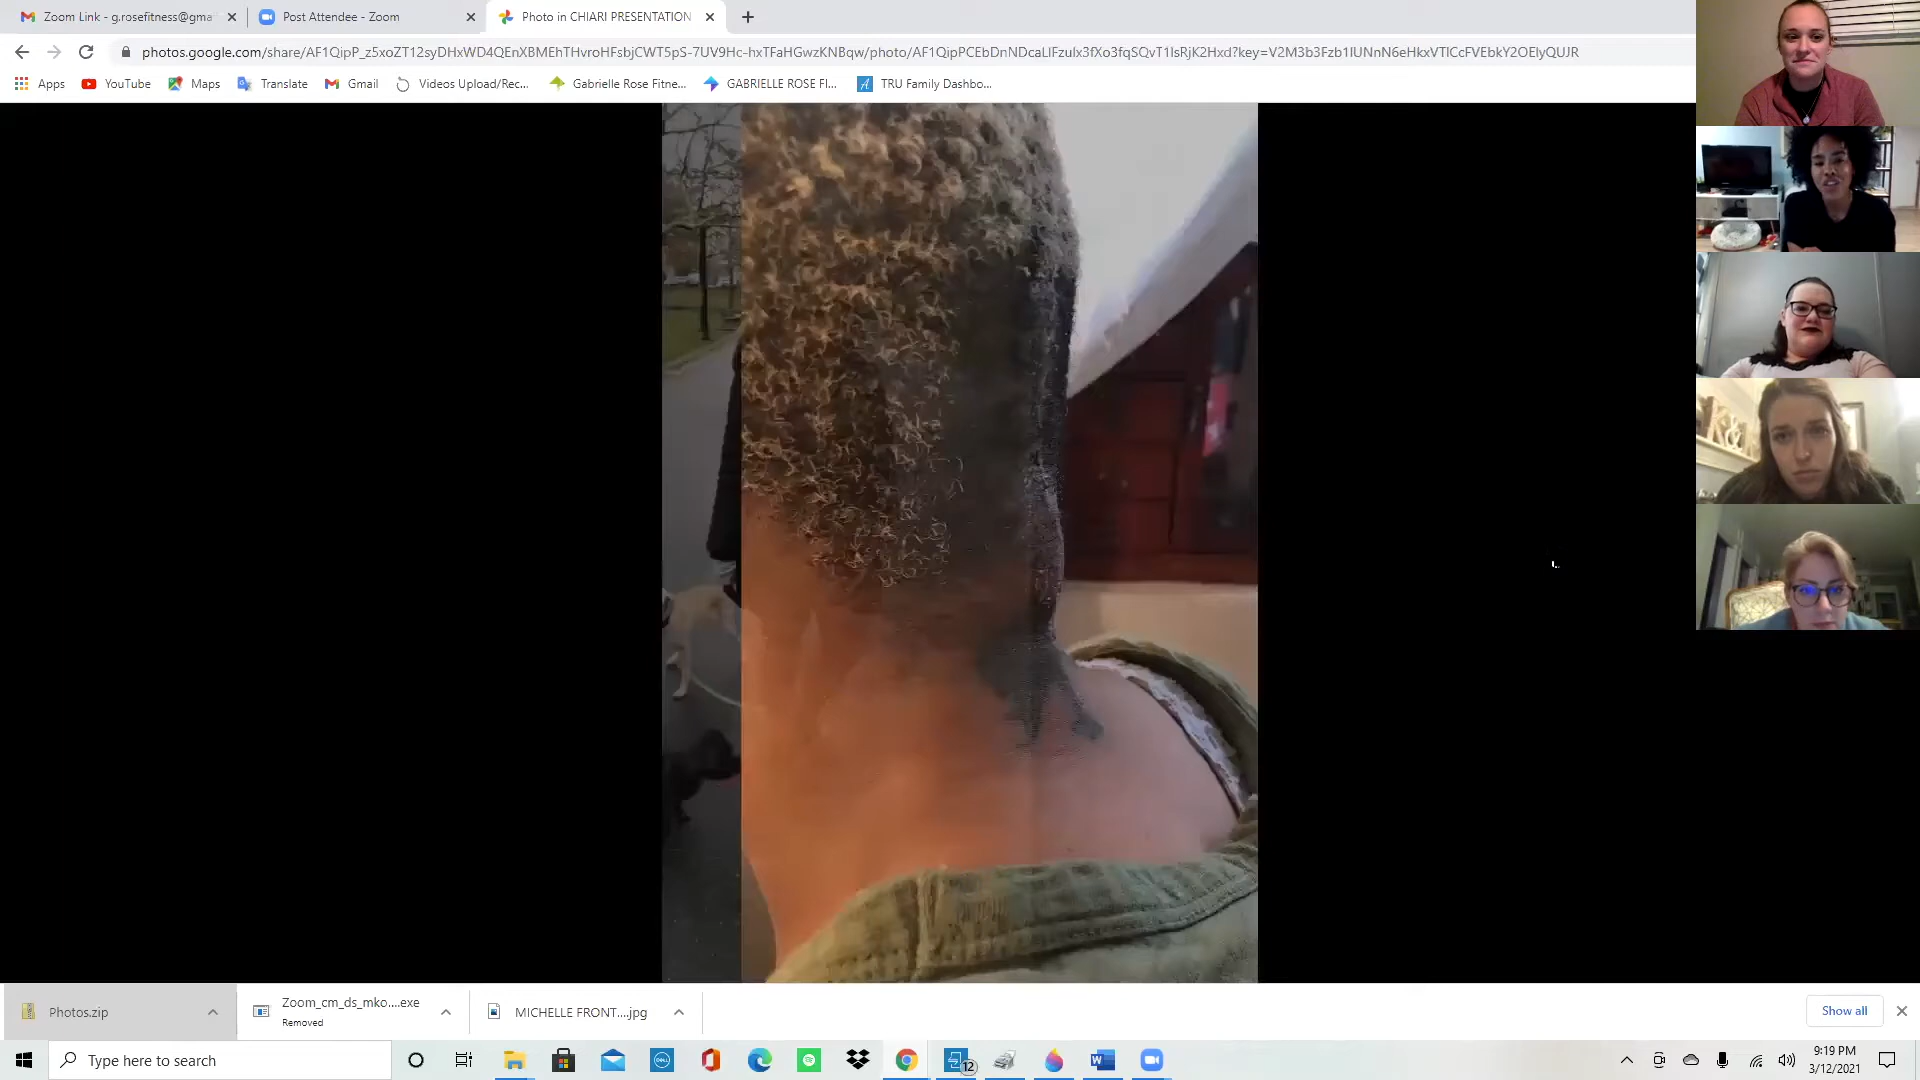 Zoom Link - g.rosefitness@gma
Post Attendee - Zoom
Photo in CHIARI PRESENTATION
photos.google.com/share/AF1QipP_z5xoZT12syDHxWD4QEnXBMEhTHvroHFsbjCWT5pS-7UV9Hc-hxTFaHGwzKNBqw/photo/AF1QipPCEbDnNDcaLlFzulx3fXo3fqSQvT1lsRjK2Hxd?key=V2M3b3Fzb1lUNnN6eHkxVTlCcFVEbkY2OElyQUJR
Apps
YouTube
Maps
Translate
Gmail
Videos Upload/Rec...
Gabrielle Rose Fitne...
GABRIELLE ROSE FI...
TRU Family Dashbo...
Photos.zip
Zoom_cm_ds_mko....exe
Removed
MICHELLE FRONT....jpg
Show all
Type here to search
DELL
12
9:19 PM
3/12/2021